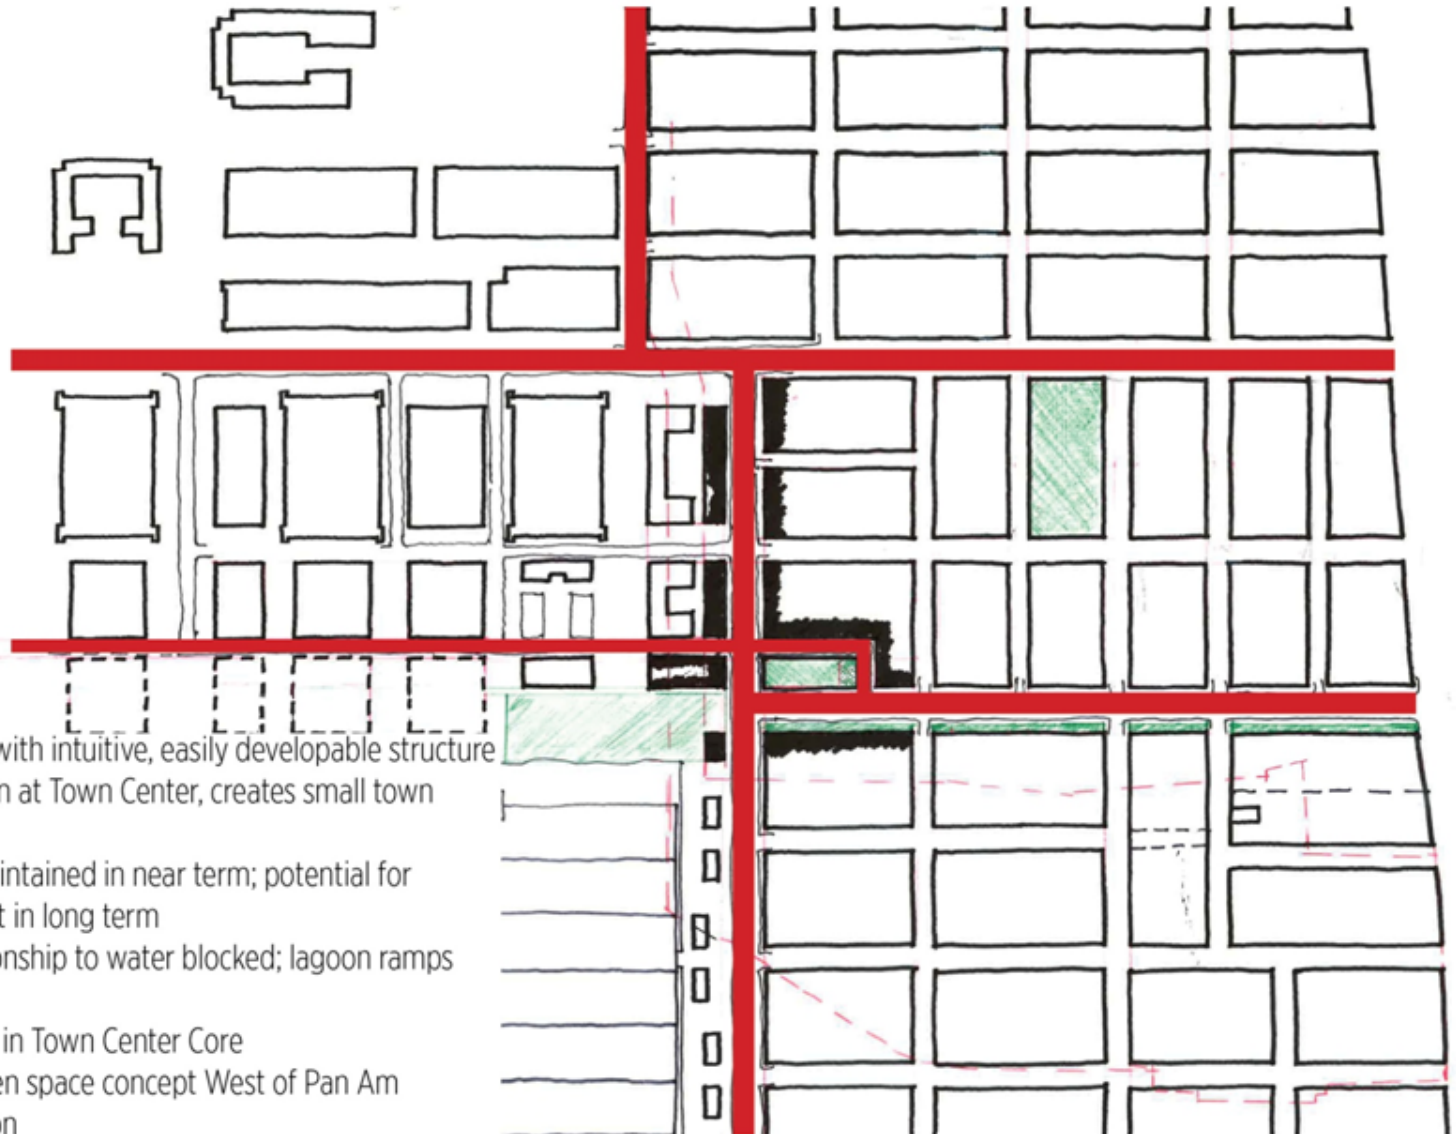 with intuitive, easily developable structure
at Town Center, creates small town
intained in near term; potential for
t in long term
onship to water blocked; lagoon ramps
in Town Center Core
en space concept West of Pan Am
on